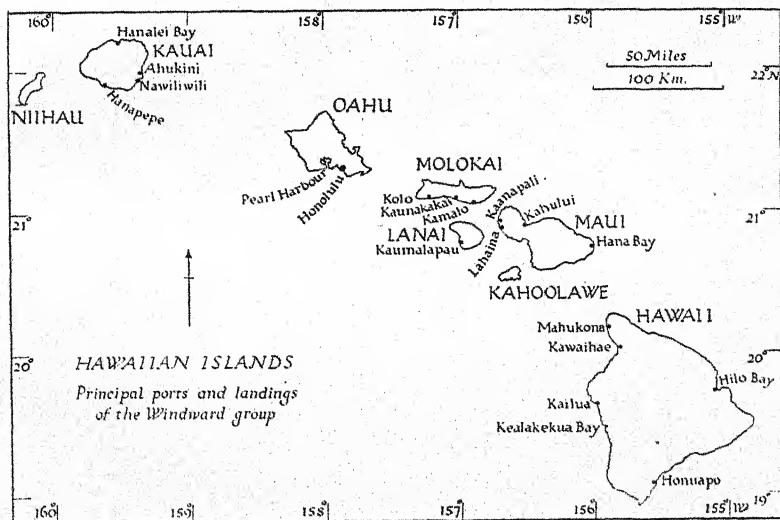 160°
158°
157°
156°
155°W
Hanalei Bay
KAUAI
Ahukini
Nawiliwili
Hanapepe
NIIHAU
50 Miles
100 Km.
22°N
OAHU
Pearl Harbour
Honolulu
MOLOKAI
Kolo
Kaunakakai
Kamalo
Kaanapali
Kahului
MAUI
Hana Bay
21°
21°
LANAI
Kaumalapau
Lahaina
KAHOOLAWE
HAWAII
Mahukona
Kawaihae
20°
20°
HAWAIIAN ISLANDS
Principal ports and landings
of the Windward group
Hilo Bay
Kailua
Kealakekua Bay
Honuapo
19°
160°
159°
158°
157°
156°
155°W